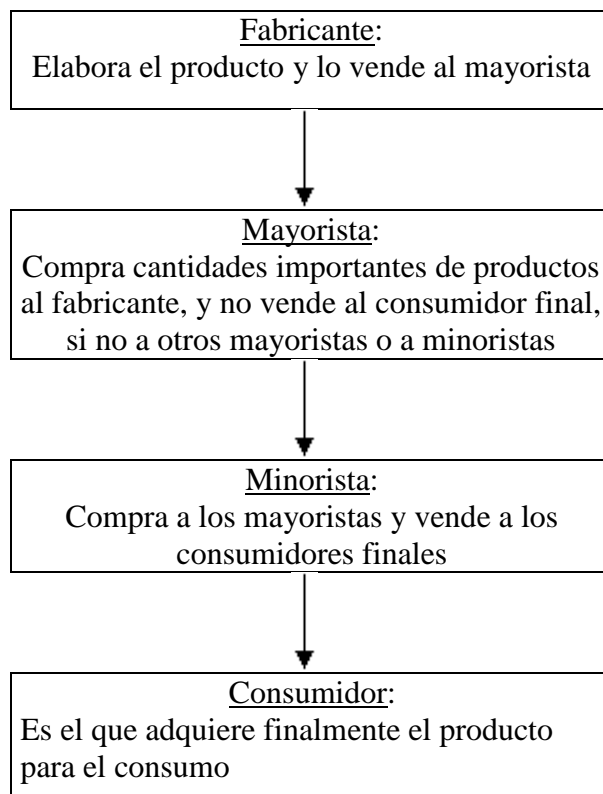 Fabricante:
Elabora el producto y lo vende al mayorista
Mayorista:
Compra cantidades importantes de productos
al fabricante, y no vende al consumidor final,
si no a otros mayoristas o a minoristas
Minorista:
Compra a los mayoristas y vende a los
consumidores finales
Consumidor:
Es el que adquiere finalmente el producto
para el consumo